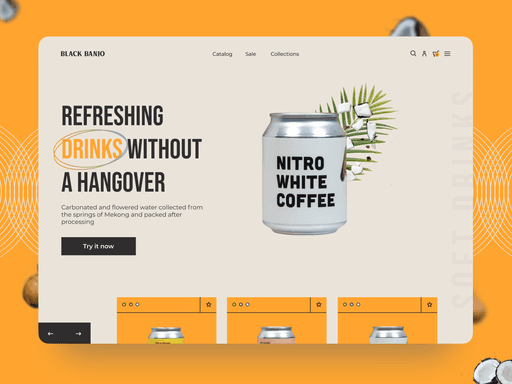 BLACK BANJO
Catalog Sale Collections
REFRESHING
DRINKS WITHOUT
A HANGOVER
Carbonated and flowered water collected from
the springs of Mekong and packed after
processing
Try it now
NITRO
WHITE
COFFEE
SOFT DRINKS